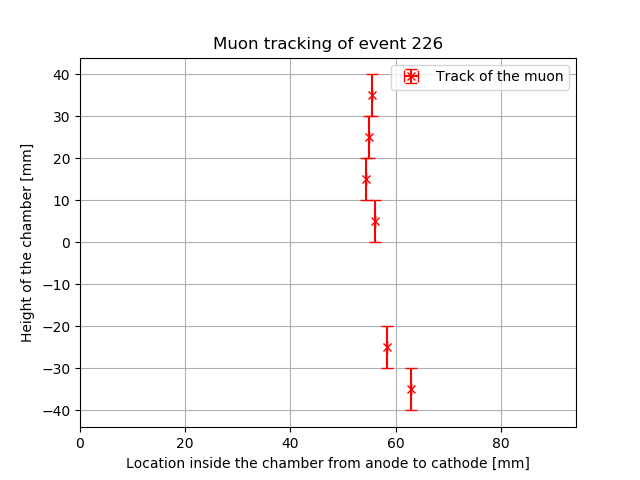 Muon tracking of event 226
Track of the muon
Height of the chamber [mm]
40
30
20
10
0
−10
−20
−30
−40
0 20 40 60 80
Location inside the chamber from anode to cathode [mm]